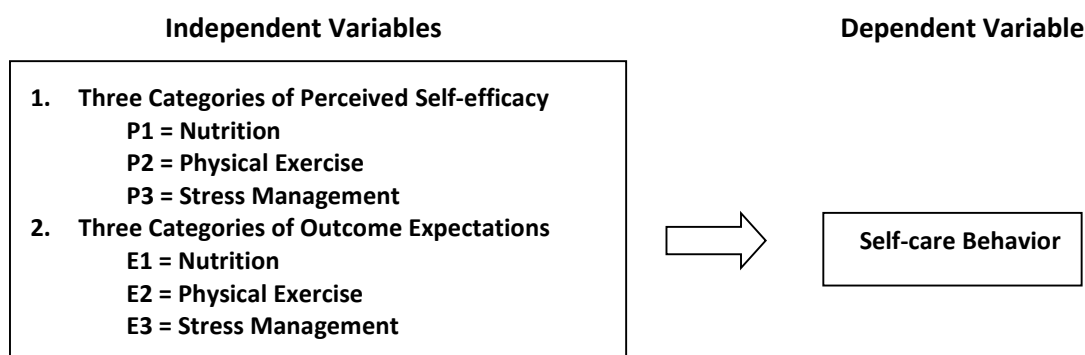 Independent Variables
Dependent Variable
1. Three Categories of Perceived Self-efficacy
P1 = Nutrition
P2 = Physical Exercise
P3 = Stress Management
2. Three Categories of Outcome Expectations
E1 = Nutrition
E2 = Physical Exercise
E3 = Stress Management
Self-care Behavior